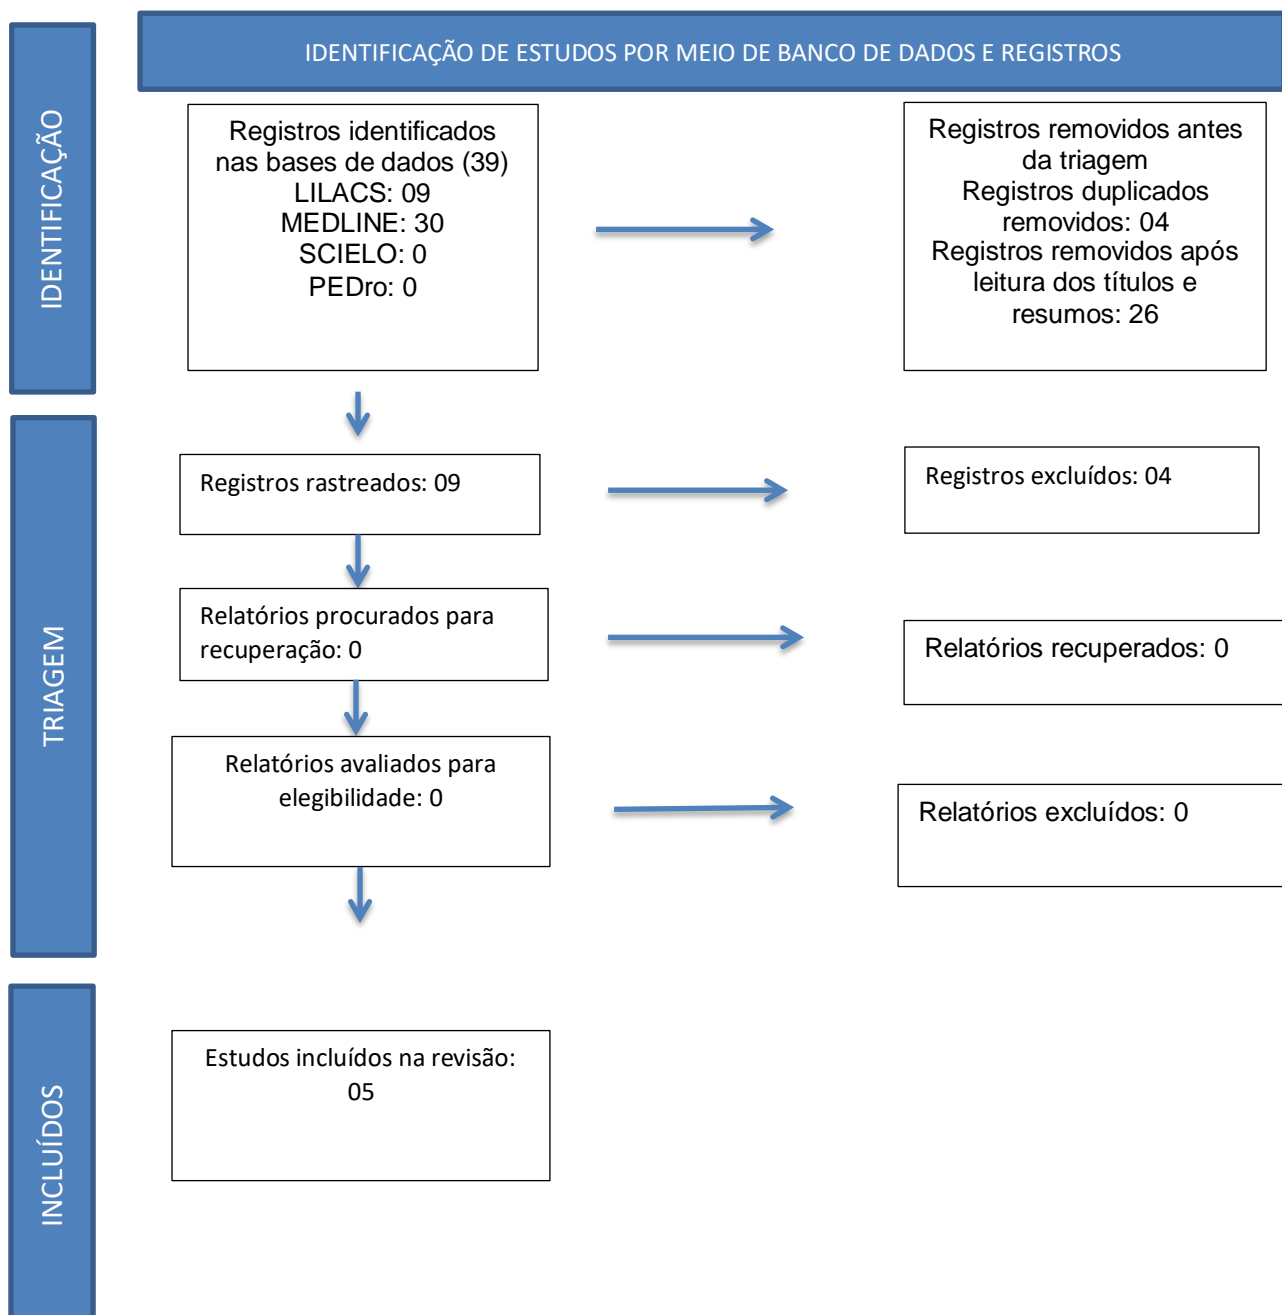 IDENTIFICAÇÃO DE ESTUDOS POR MEIO DE BANCO DE DADOS E REGISTROS
IDENTIFICAÇÃO
Registros identificados
nas bases de dados (39)
LILACS: 09
MEDLINE: 30
SCIELO: 0
PEDro: 0
Registros removidos antes
da triagem
Registros duplicados
removidos: 04
Registros removidos após
leitura dos títulos e
resumos: 26
TRIAGEM
Registros rastreados: 09
Registros excluídos: 04
Relatórios procurados para
recuperação: 0
Relatórios recuperados: 0
Relatórios avaliados para
elegibilidade: 0
Relatórios excluídos: 0
INCLUÍDOS
Estudos incluídos na revisão:
05